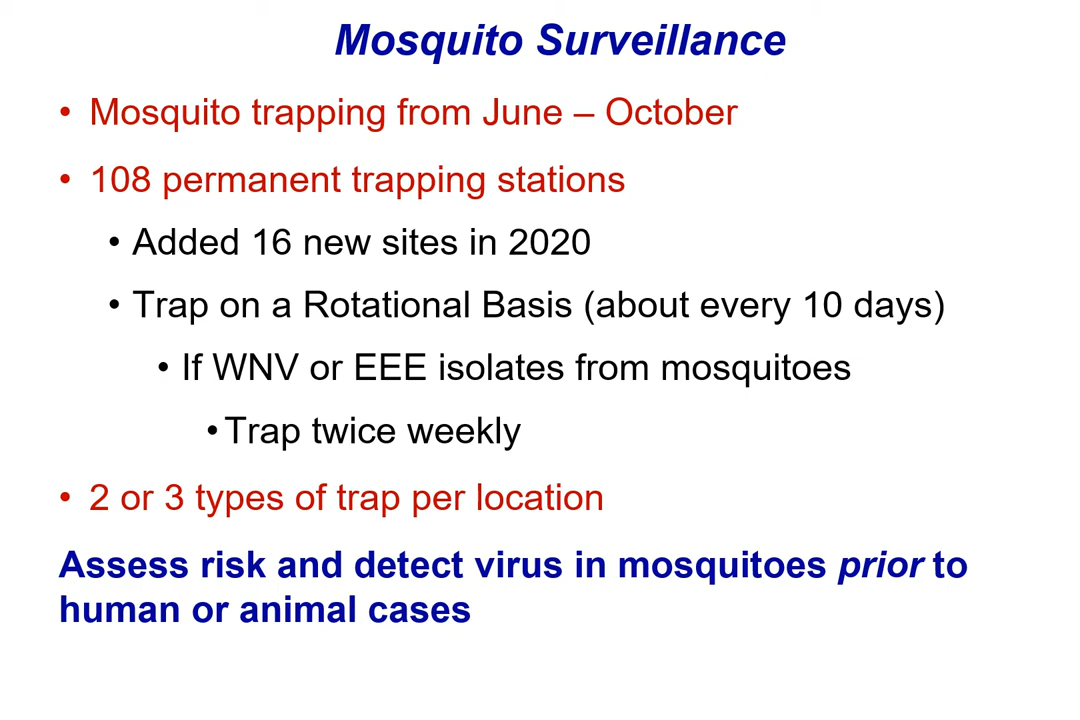 Mosquito Surveillance
• Mosquito trapping from June – October
• 108 permanent trapping stations
• Added 16 new sites in 2020
• Trap on a Rotational Basis (about every 10 days)
• If WNV or EEE isolates from mosquitoes
• Trap twice weekly
• 2 or 3 types of trap per location
Assess risk and detect virus in mosquitoes prior to
human or animal cases